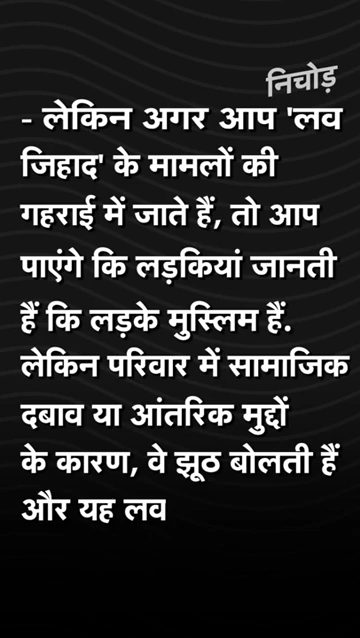 निचोड़
- लेकिन अगर आप 'लव
जिहाद' के मामलों की
गहराई में जाते हैं, तो आप
पाएंगे कि लड़कियां जानती
हैं कि लड़के मुस्लिम हैं.
लेकिन परिवार में सामाजिक
दबाव या आंतरिक मुद्दों
के कारण, वे झूठ बोलती हैं
और यह लव